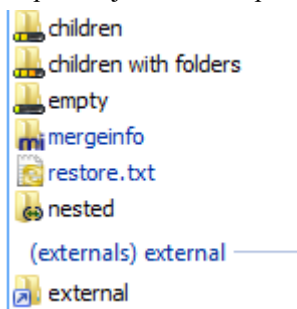 children
children with folders
empty
mergeinfo
restore.txt
nested
(externals) external
external